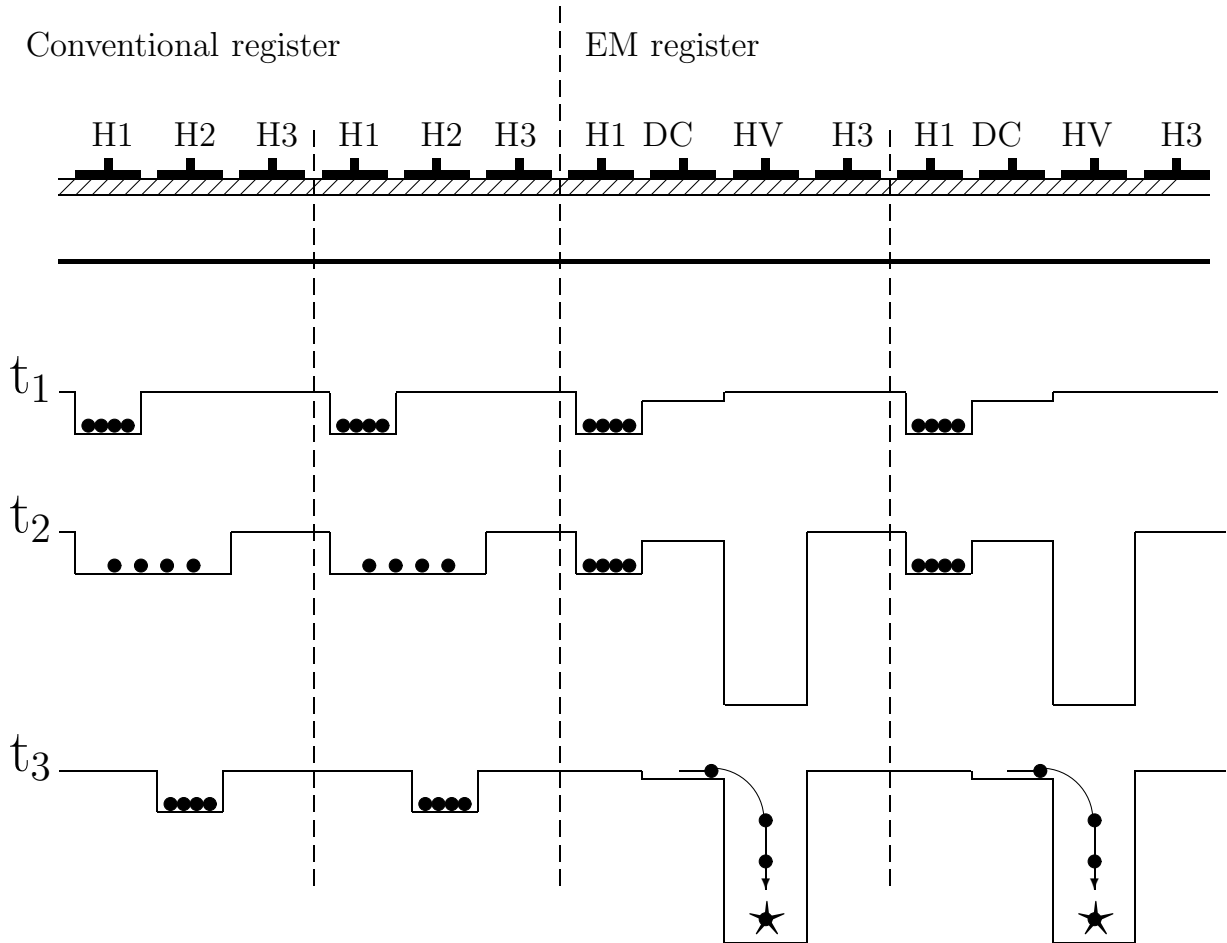 Conventional register EM register
H1 H2 H3 H1 H2 H3 H1 DC HV H3 H1 DC HV H3
t1
t2
t3